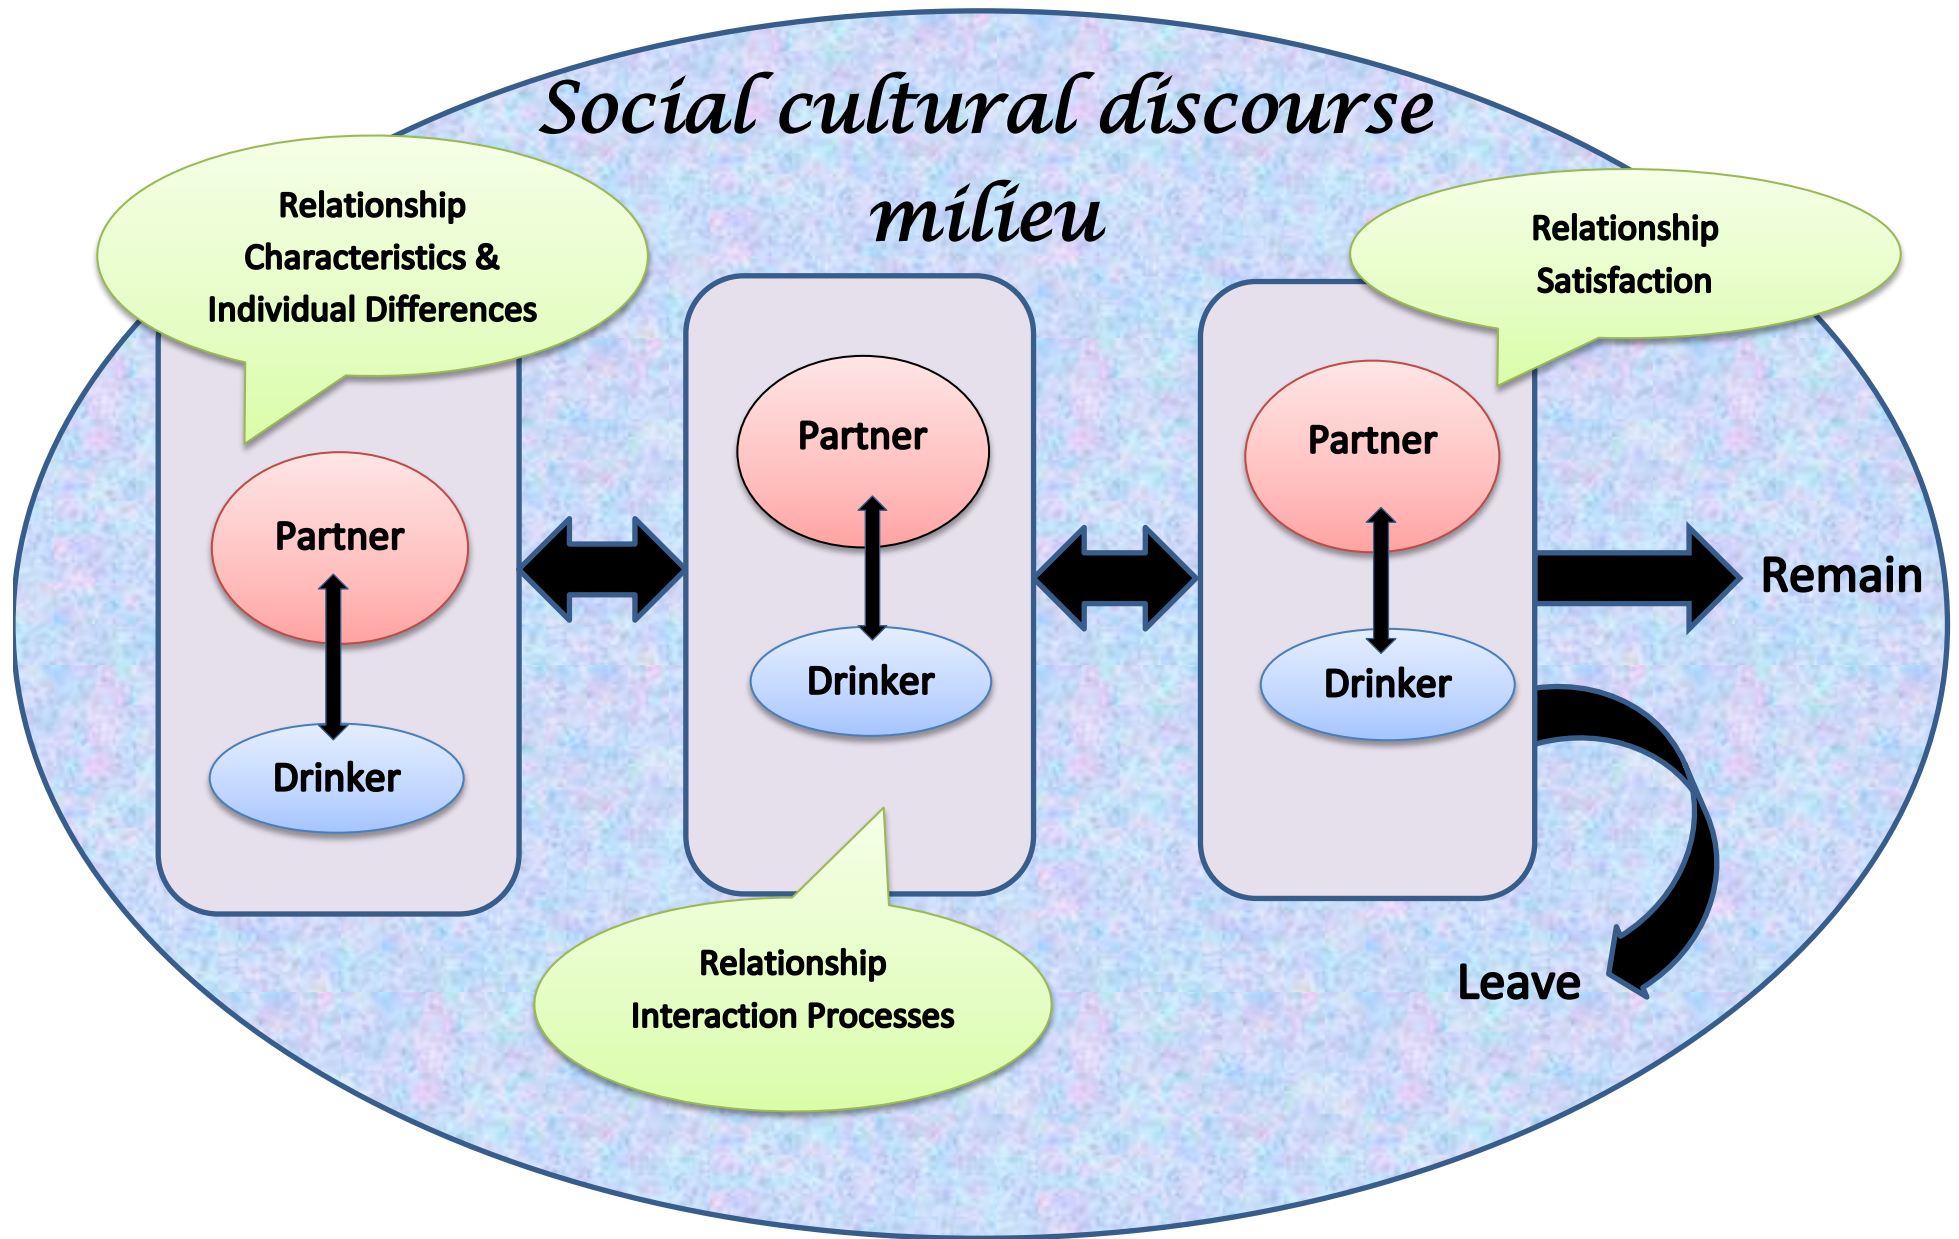 Social cultural discourse
milieu
Relationship
Characteristics &
Individual Differences
Relationship
Satisfaction
Partner
Drinker
Partner
Drinker
Partner
Drinker
Remain
Leave
Relationship
Interaction Processes